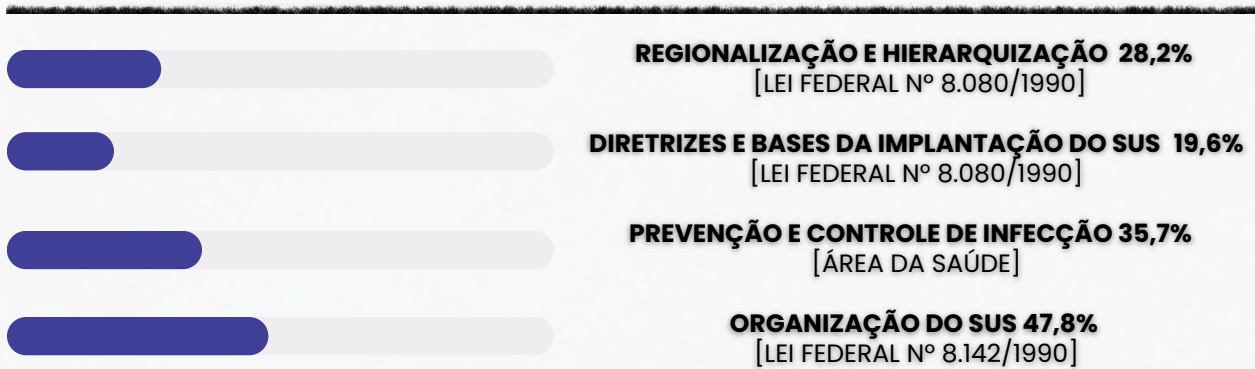 REGIONALIZAÇÃO E HIERARQUIZAÇÃO 28,2%
[LEI FEDERAL Nº 8.080/1990]
DIRETRIZES E BASES DA IMPLANTAÇÃO DO SUS 19,6%
[LEI FEDERAL Nº 8.080/1990]
PREVENÇÃO E CONTROLE DE INFECÇÃO 35,7%
[ÁREA DA SAÚDE]
ORGANIZAÇÃO DO SUS 47,8%
[LEI FEDERAL Nº 8.142/1990]